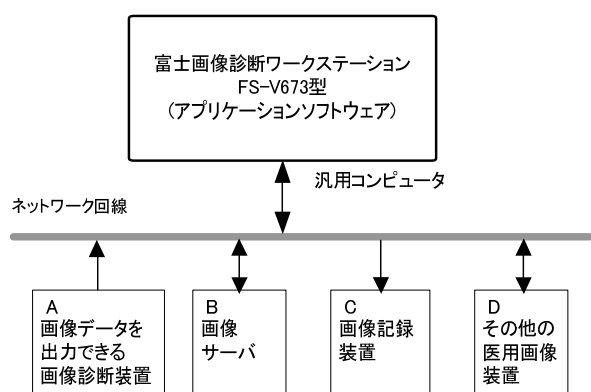 富士画像診断ワークステーション
FS-V673型
(アプリケーションソフトウェア)
汎用コンピュータ
ネットワーク回線
A
画像データを
出力できる
画像診断装置
B
画像
サーバ
C
画像記録
装置
D
その他の
医用画像
装置